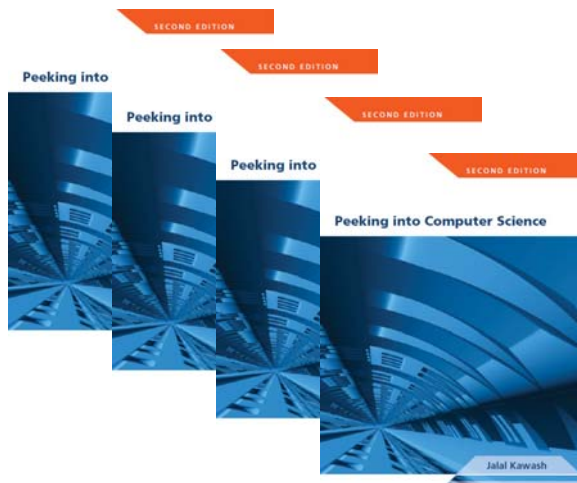 SECOND EDITION
Peeking into
SECOND EDITION
Peeking into
SECOND EDITION
Peeking into
SECOND EDITION
Peeking into Computer Science
Jalal Kawash